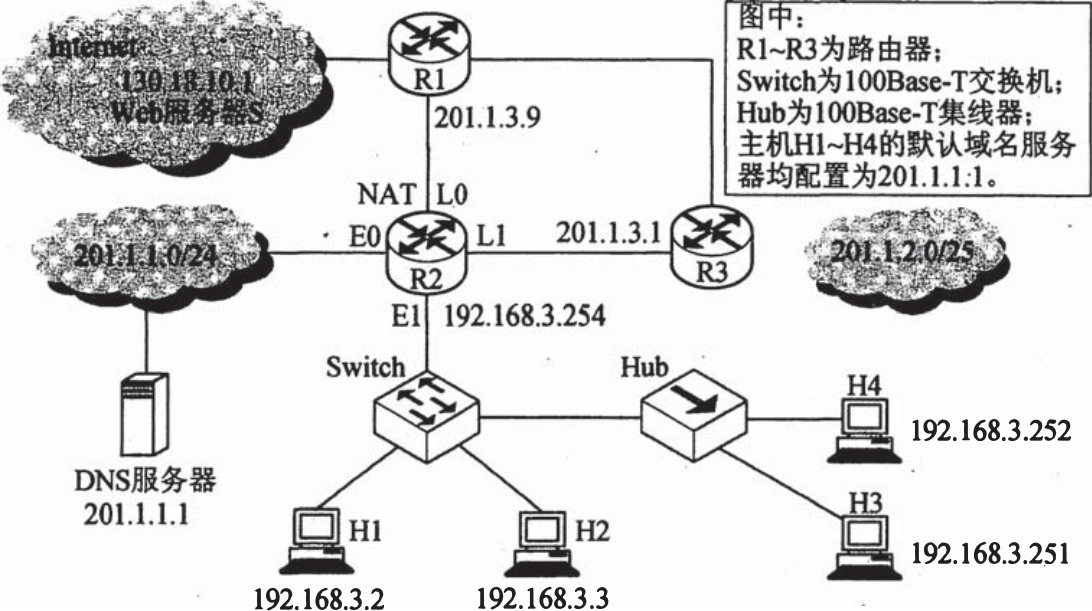 Internet
130.18.10.1
Web服务器S
R1
201.1.3.9
图中：
R1~R3为路由器；
Switch为100Base-T交换机；
Hub为100Base-T集线器；
主机H1~H4的默认域名服务
器均配置为201.1.1.1。
NAT
L0
201.1.1.0/24
E0
R2
L1
201.1.3.1
R3
201.1.2.0/25
E1
192.168.3.254
Switch
Hub
H4
192.168.3.252
DNS服务器
201.1.1.1
H1
192.168.3.2
H2
192.168.3.3
H3
192.168.3.251